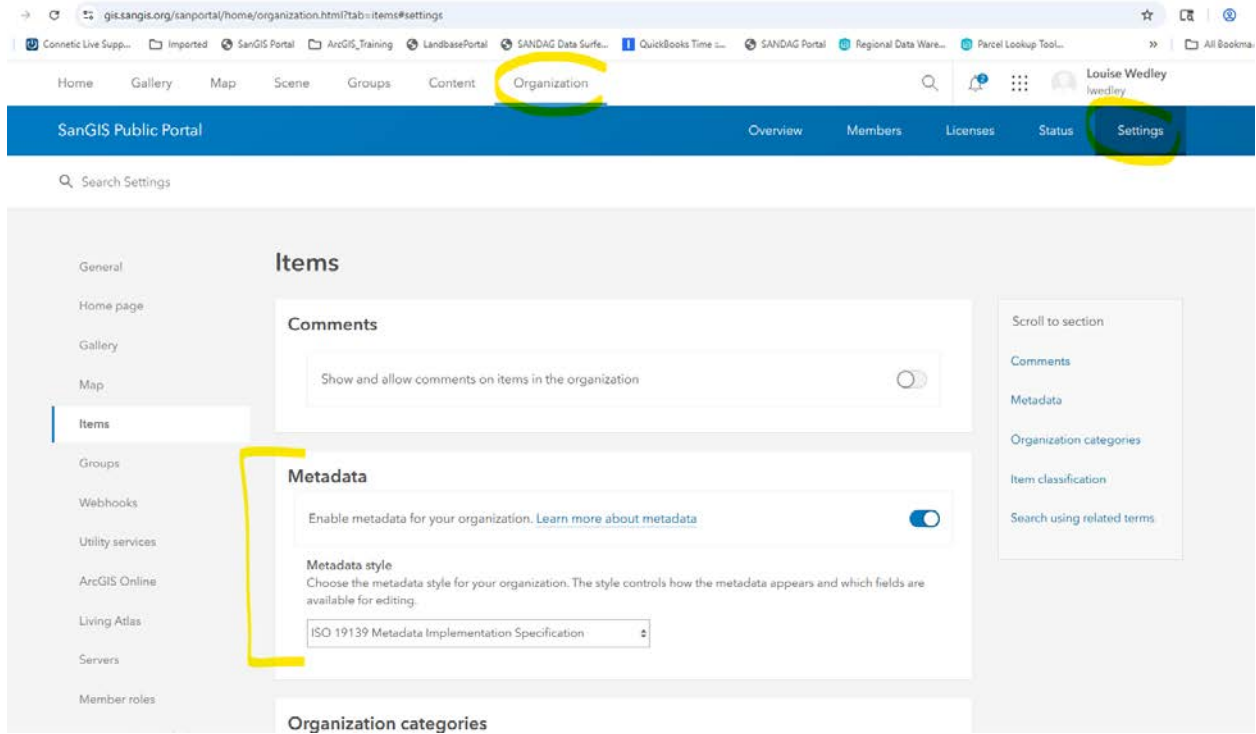 gis.sangis.org/sanportal/home/organization.html?tab=items#settings
Connetic Live Supp... Imported SanGIS Portal ArcGIS_Training LandbasePortal SANDAG Data Surfe... QuickBooks Time :... SANDAG Portal Regional Data Ware... Parcel Lookup Tool... » All Bookma
Home Gallery Map Scene Groups Content Organization Louise Wedley
lwedley
SanGIS Public Portal Overview Members Licenses Status Settings
Search Settings
General
Home page
Gallery
Map
Items
Groups
Webhooks
Utility services
ArcGIS Online
Living Atlas
Servers
Member roles
Items
Comments
Show and allow comments on items in the organization
Metadata
Enable metadata for your organization. Learn more about metadata
Metadata style
Choose the metadata style for your organization. The style controls how the metadata appears and which fields are
available for editing.
ISO 19139 Metadata Implementation Specification
Organization categories
Scroll to section
Comments
Metadata
Organization categories
Item classification
Search using related terms